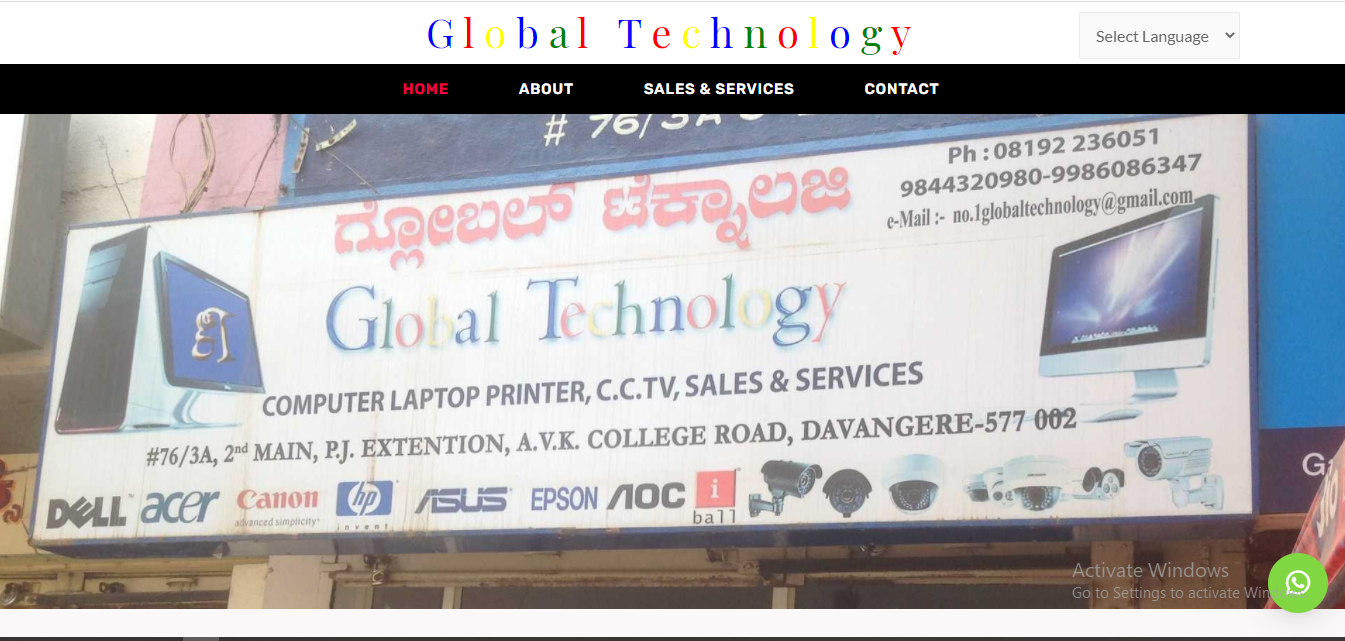 Global Technology
Select Language
HOME ABOUT SALES & SERVICES CONTACT
# 76/3A
Ph : 08192 236051
9844320980-9986086347
e-Mail :- no.1globaltechnology@gmail.com
ಗ್ಲೋಬಲ್ ಟೆಕ್ನಾಲಜಿ
Global Technology
COMPUTER LAPTOP PRINTER, C.C.TV, SALES & SERVICES
#76/3A, 2nd MAIN, P.J. EXTENTION, A.V.K. COLLEGE ROAD, DAVANGERE-577 002
DELL acer Canon hp ASUS EPSON AOC i
advanced simplicity invent ball
Activate Windows
Go to Settings to activate